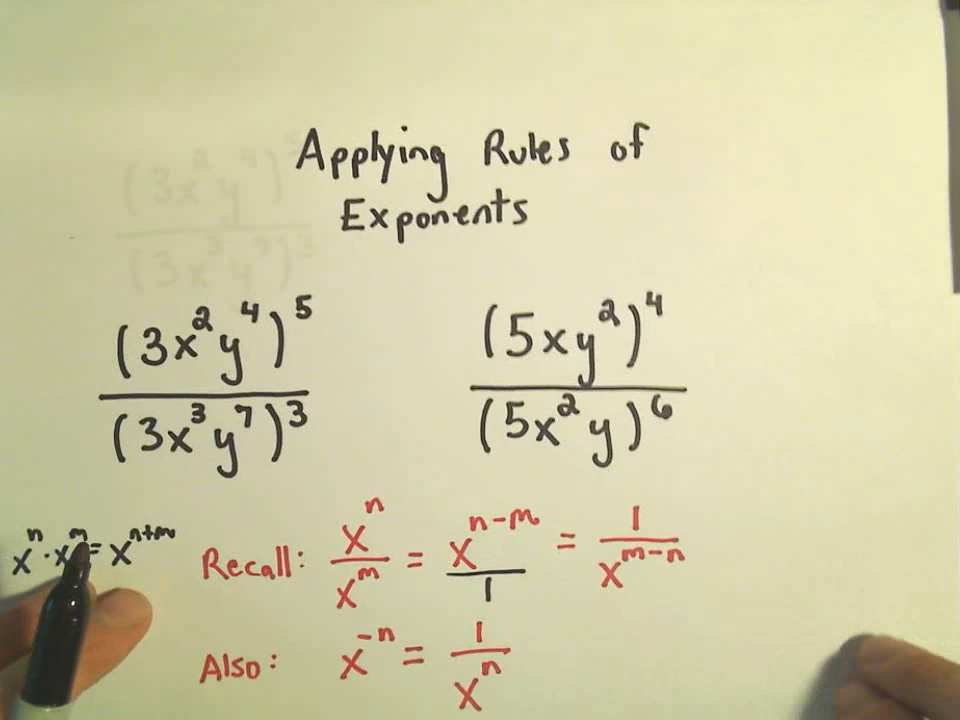 Applying Rules of
Exponents
(3x²y⁴)⁵ / (3x³y⁷)³
(5xy²)⁴ / (5x²y)⁶
xⁿ · xᵐ = xⁿ⁺ᵐ
Recall: xⁿ / xᵐ = xⁿ⁻ᵐ / 1 = 1 / xᵐ⁻ⁿ
Also: x⁻ⁿ = 1 / xⁿ